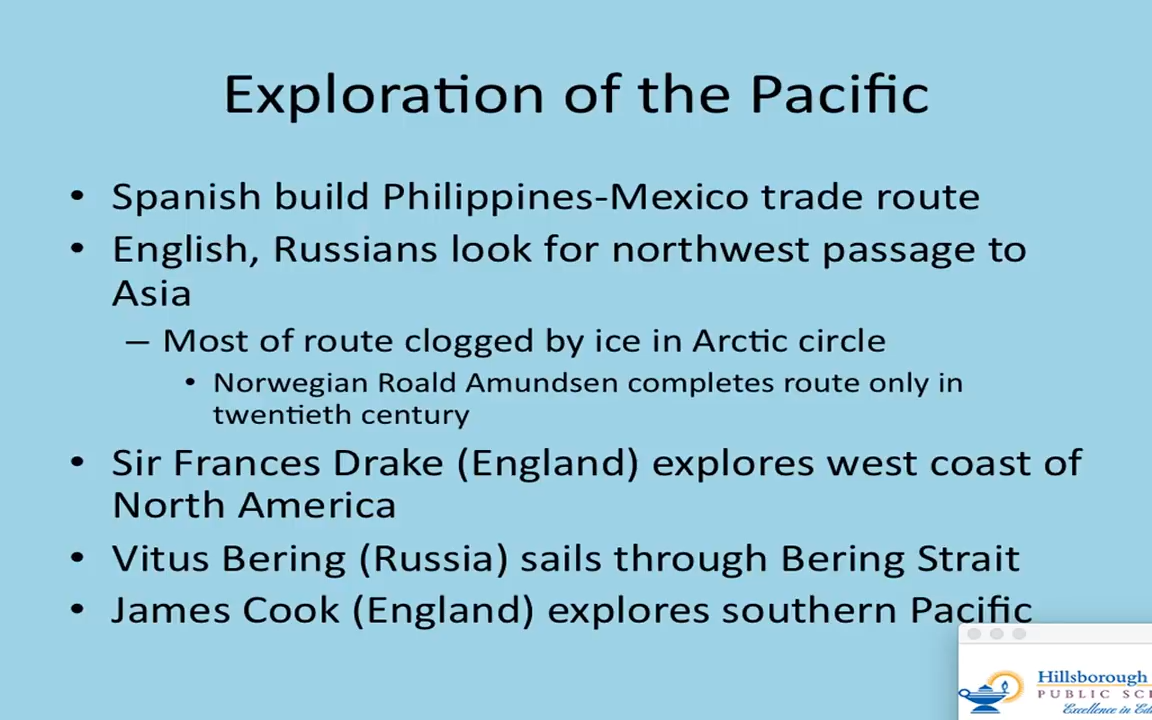 Exploration of the Pacific
• Spanish build Philippines-Mexico trade route
• English, Russians look for northwest passage to
Asia
– Most of route clogged by ice in Arctic circle
• Norwegian Roald Amundsen completes route only in
twentieth century
• Sir Frances Drake (England) explores west coast of
North America
• Vitus Bering (Russia) sails through Bering Strait
• James Cook (England) explores southern Pacific
Hillsborough
PUBLIC
Excellence in